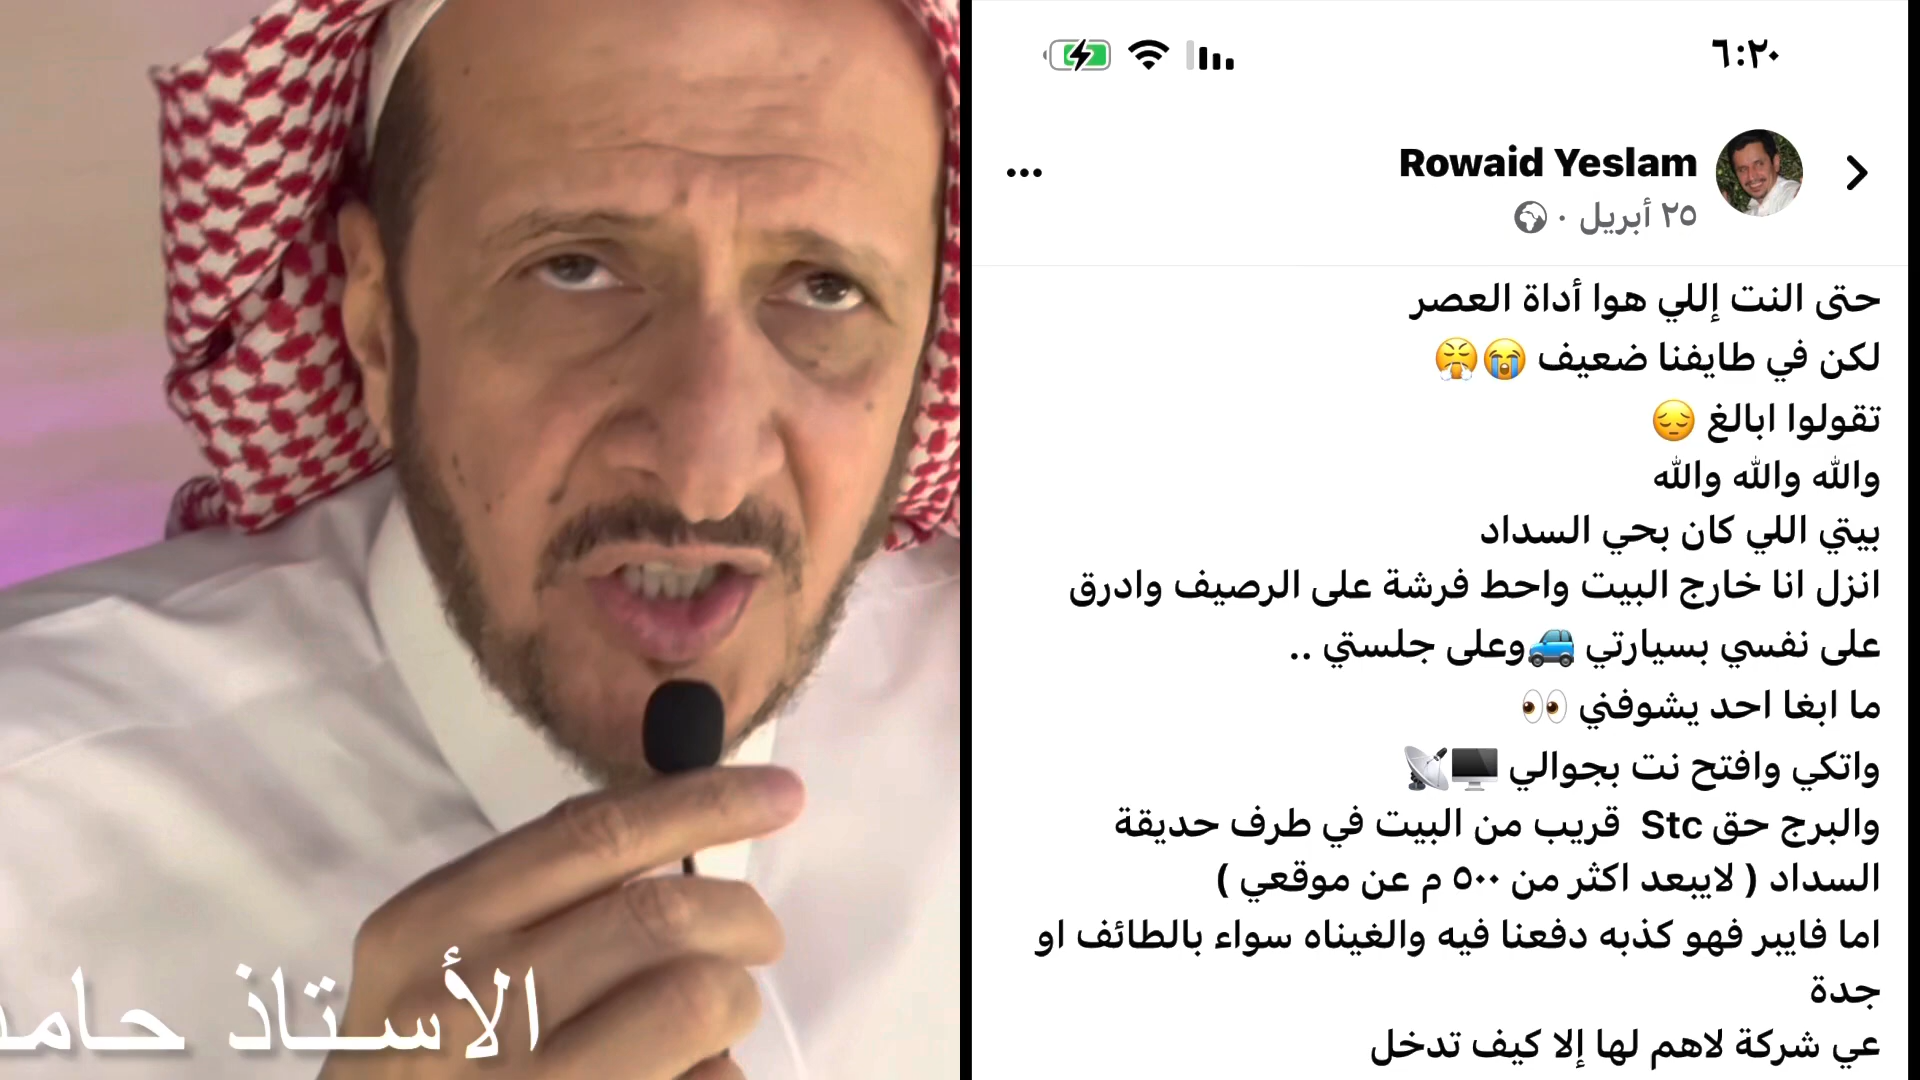 ٦:٢٠
Rowaid Yeslam
٢٥ أبريل ·
حتى النت إللي هوا أداة العصر
لكن في طايفنا ضعيف 😭😤
تقولوا ابالغ 😔
والله والله والله
بيتي اللي كان بحي السداد
انزل انا خارج البيت واحط فرشة على الرصيف وادرق
على نفسي بسيارتي 🚙وعلى جلستي ..
ما ابغا احد يشوفني 👀
واتكي وافتح نت بجوالي 🖥️📡
والبرج حق Stc قريب من البيت في طرف حديقة
السداد ( لايبعد اكثر من ٥٠٠ م عن موقعي )
اما فايبر فهو كذبه دفعنا فيه والغيناه سواء بالطائف او
جدة
عي شركة لاهم لها إلا كيف تدخل
الأستاذ حامد